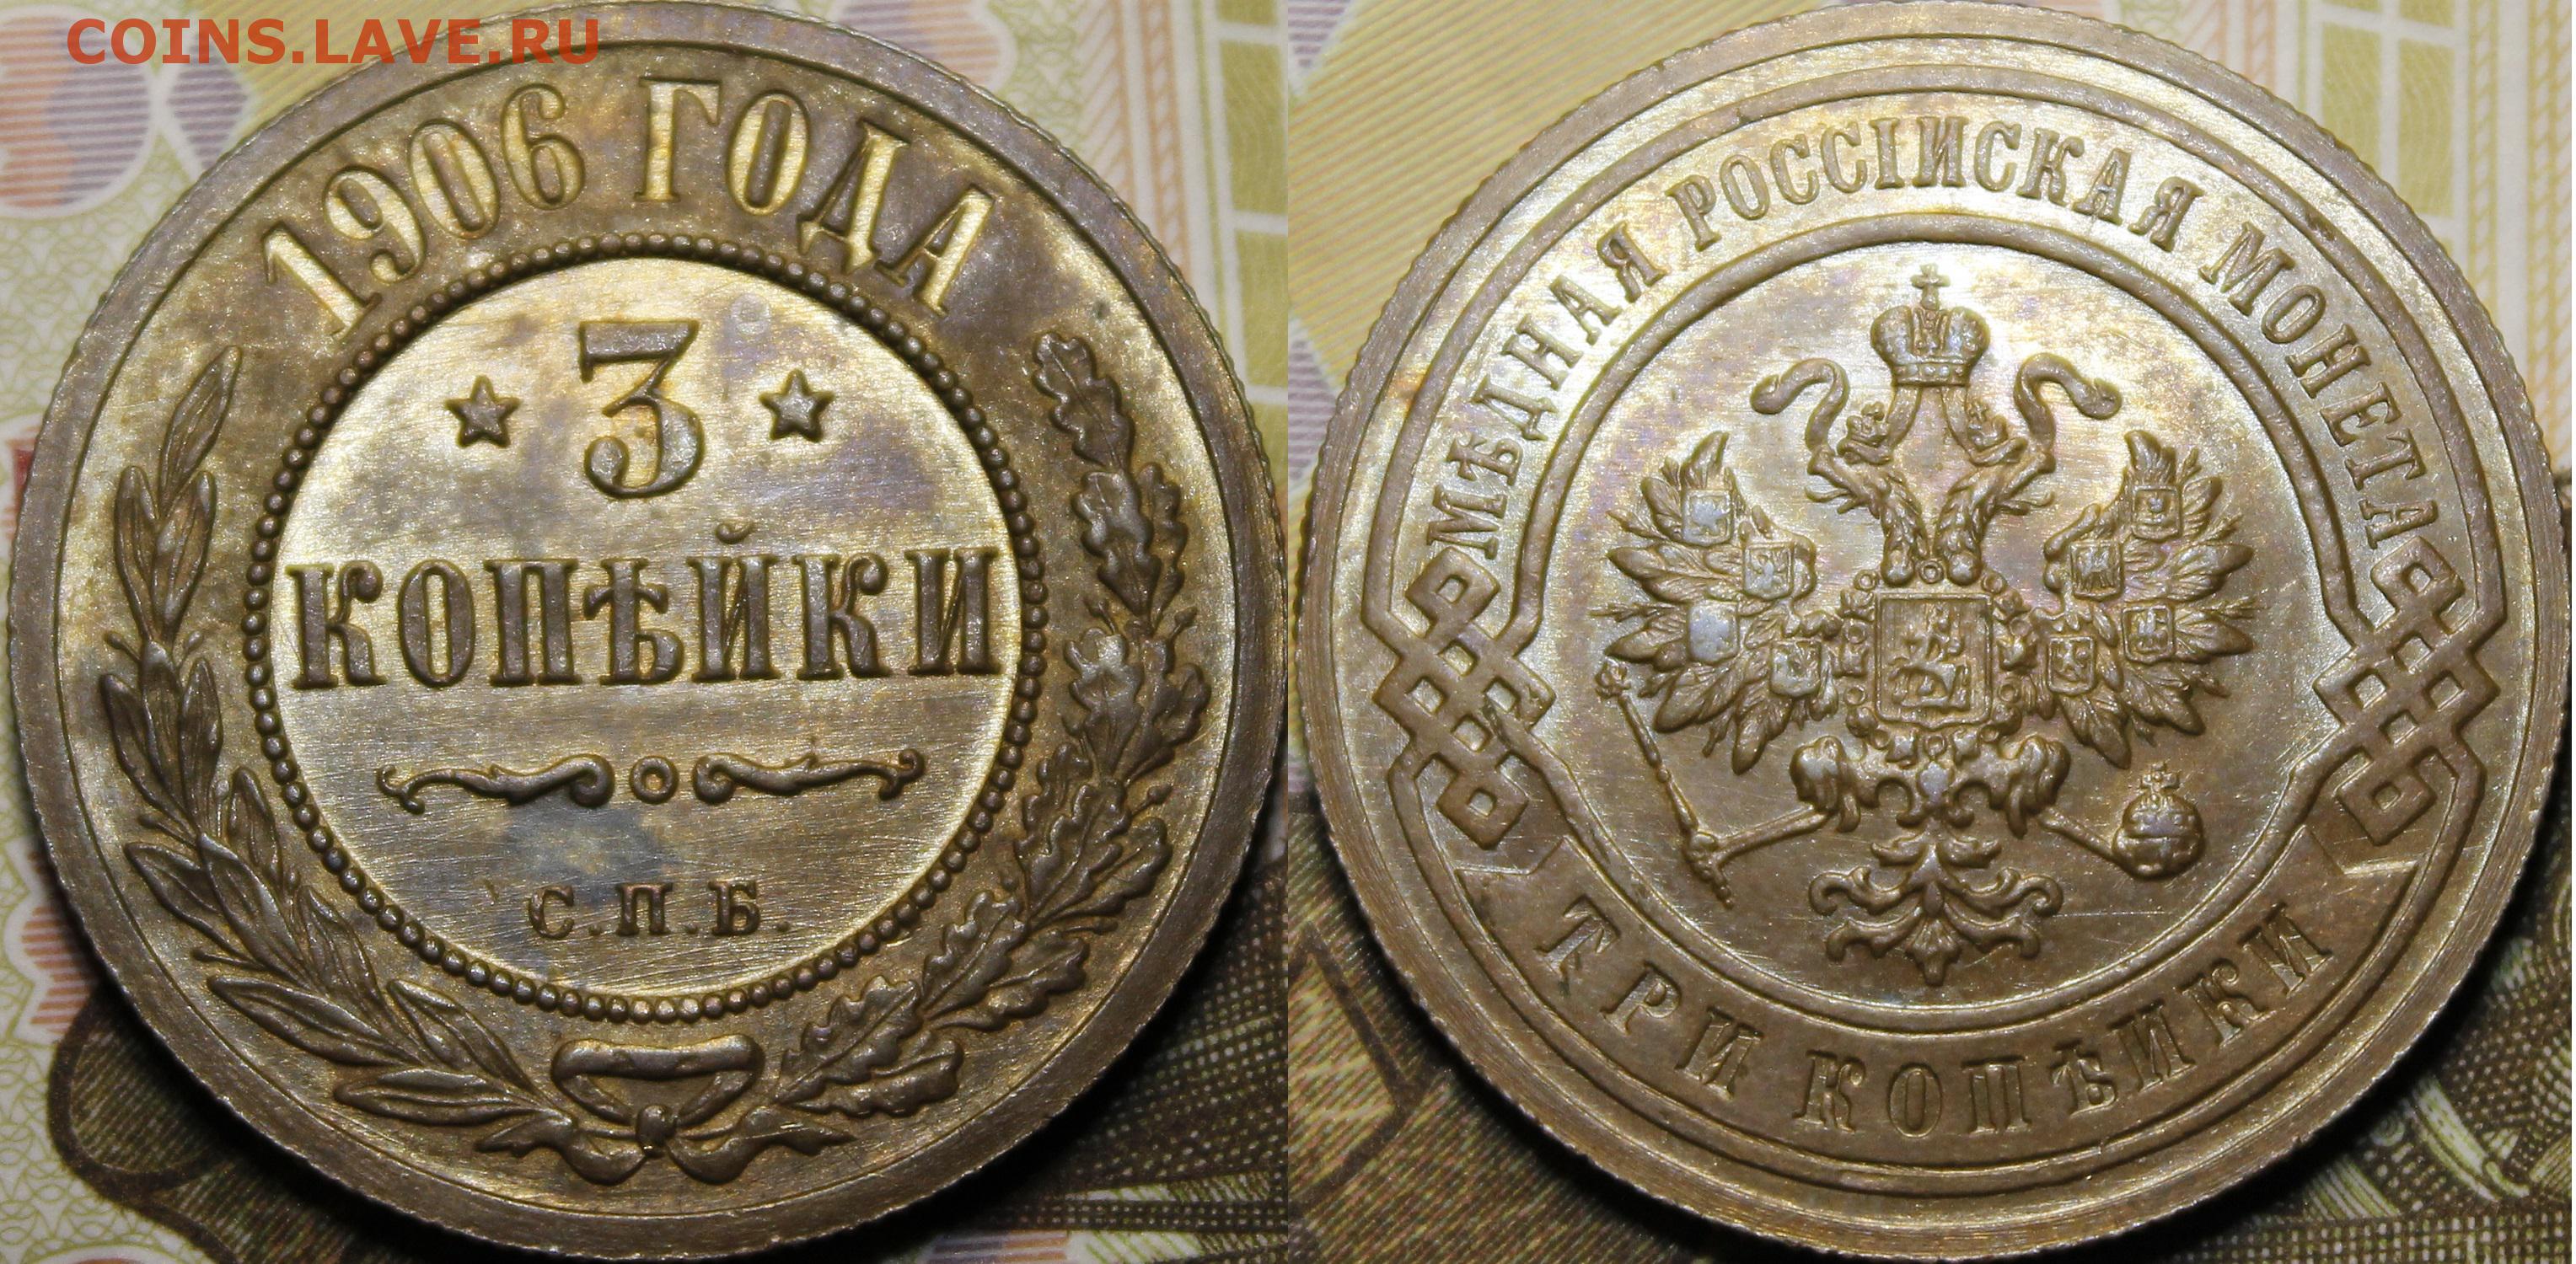 COINS.LAVE.RU
1906 ГОДА
3
КОПѢЙКИ
С.П.Б.
МѢДНАЯ РОССІЙСКАЯ МОНЕТА
ТРИ КОПѢЙКИ